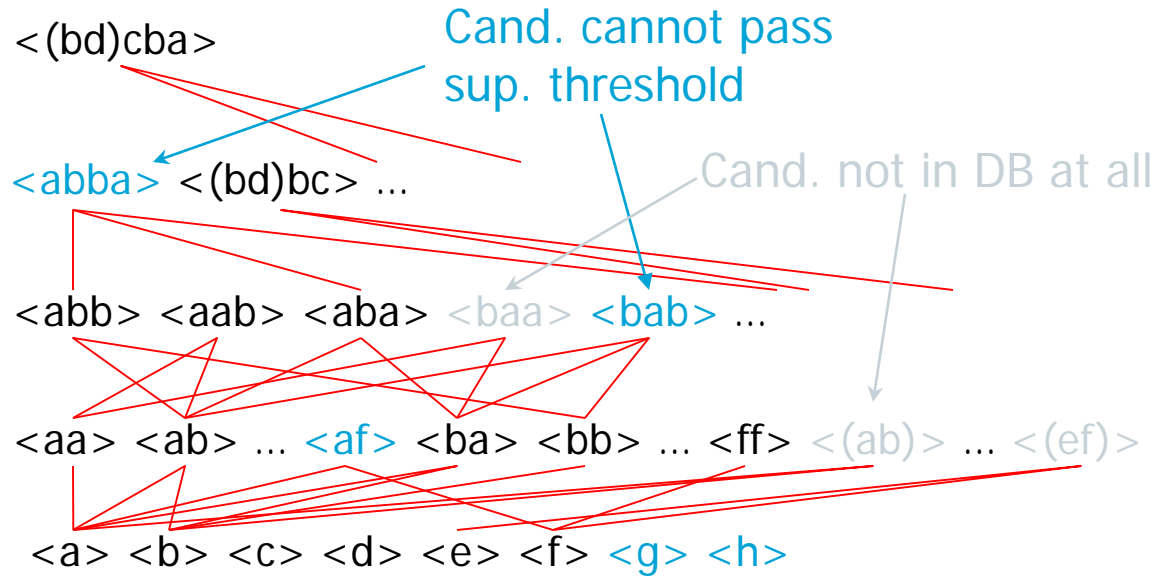 <(bd)cba>
Cand. cannot pass
sup. threshold
<abba> <(bd)bc> ...
Cand. not in DB at all
<abb> <aab> <aba> <baa> <bab> ...
<aa> <ab> ... <af> <ba> <bb> ... <ff> <(ab)> ... <(ef)>
<a> <b> <c> <d> <e> <f> <g> <h>